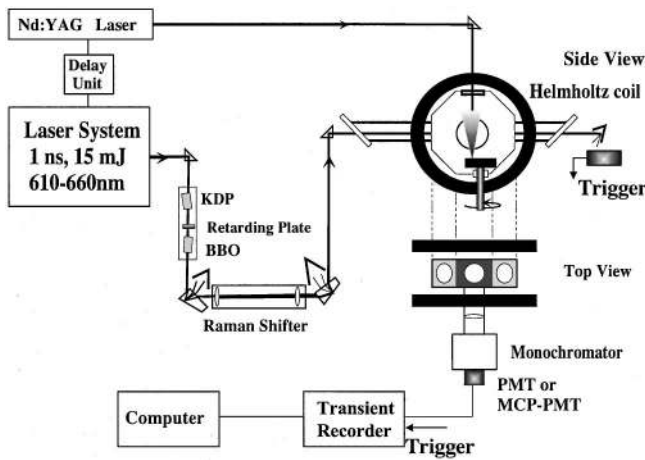 Nd:YAG Laser
Delay
Unit
Laser System
1 ns, 15 mJ
610-660nm
KDP
Retarding Plate
BBO
Raman Shifter
Side View
Helmholtz coil
Trigger
Top View
Monochromator
PMT or
MCP-PMT
Computer
Transient
Recorder
Trigger